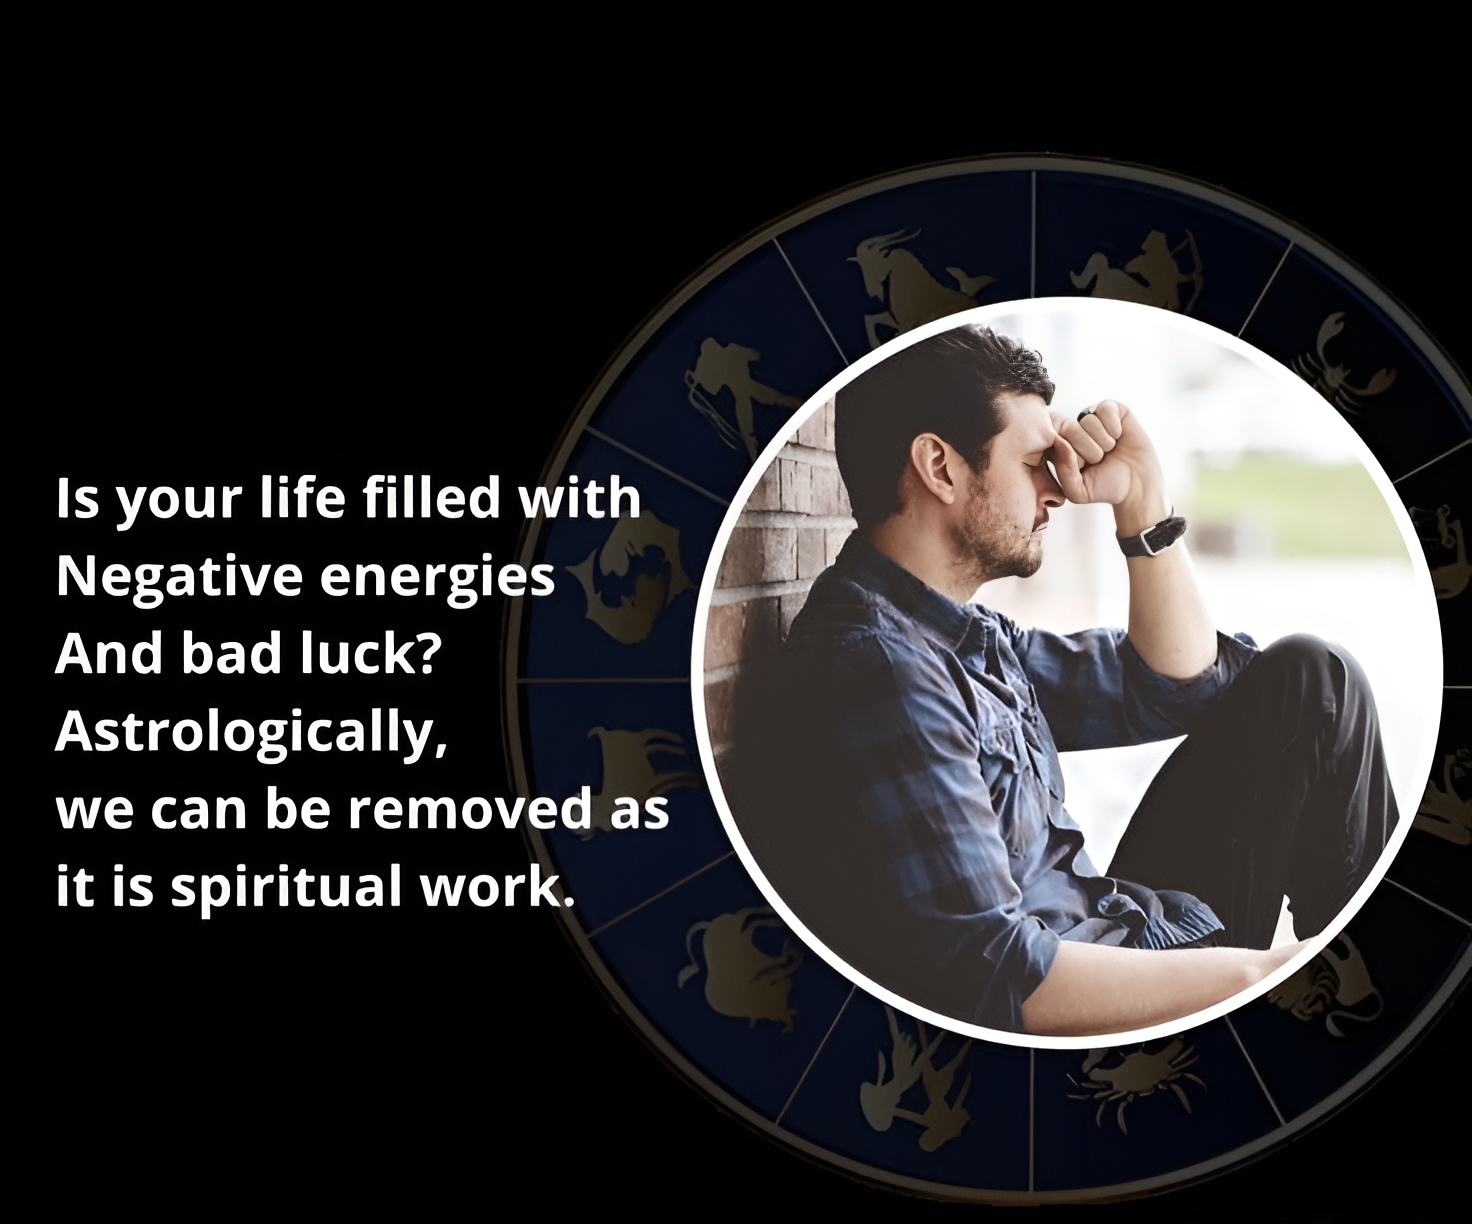 Is your life filled with
Negative energies
And bad luck?
Astrologically,
we can be removed as
it is spiritual work.